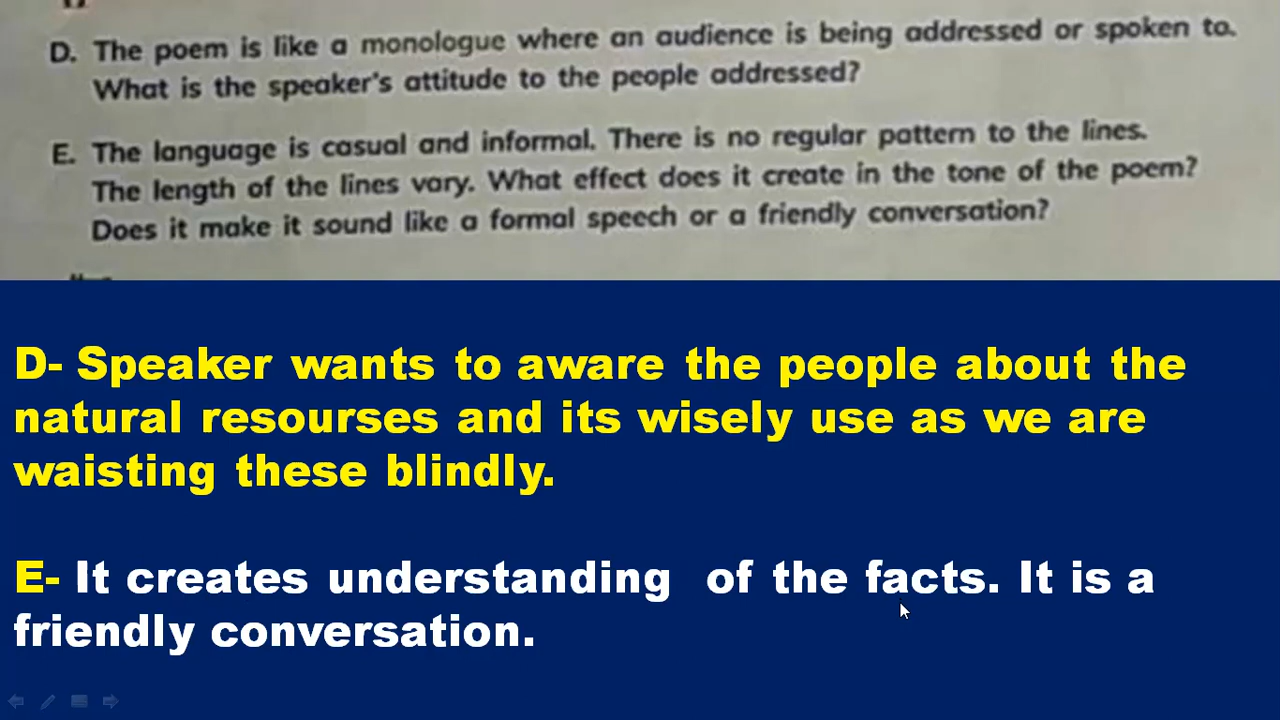 D. The poem is like a monologue where an audience is being addressed or spoken to.
What is the speaker's attitude to the people addressed?
E. The language is casual and informal. There is no regular pattern to the lines.
The length of the lines vary. What effect does it create in the tone of the poem?
Does it make it sound like a formal speech or a friendly conversation?
D- Speaker wants to aware the people about the
natural resourses and its wisely use as we are
waisting these blindly.
E- It creates understanding of the facts. It is a
friendly conversation.